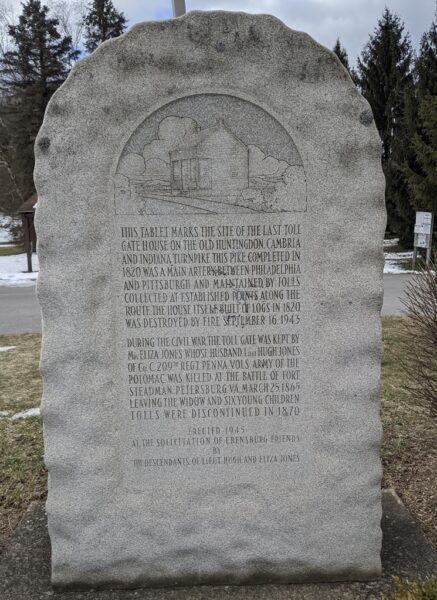 THIS TABLET MARKS THE SITE OF THE LAST TOLL
GATE HOUSE ON THE OLD HUNTINGDON, CAMBRIA
AND INDIANA TURNPIKE. THIS PIKE COMPLETED IN
1820 WAS A MAIN ARTERY BETWEEN PHILADELPHIA
AND PITTSBURGH AND MAINTAINED BY TOLLS
COLLECTED AT ESTABLISHED POINTS ALONG THE
ROUTE. THE HOUSE ITSELF BUILT OF LOGS IN 1820
WAS DESTROYED BY FIRE SEPTEMBER 16, 1943
DURING THE CIVIL WAR THE TOLL GATE WAS KEPT BY
MRS. ELIZA JONES WHOSE HUSBAND, LIEUT HUGH JONES
OF CO. C 209TH REGT. PENNA VOLS. ARMY OF THE
POTOMAC WAS KILLED AT THE BATTLE OF FORT
STEADMAN, PETERSBURG, VA. MARCH 25, 1865
LEAVING THE WIDOW AND SIX YOUNG CHILDREN
TOLLS WERE DISCONTINUED IN 1870
ERECTED 1945
AT THE SOLICITATION OF EBENSBURG FRIENDS
BY
THE DESCENDANTS OF LIEUT HUGH AND ELIZA JONES